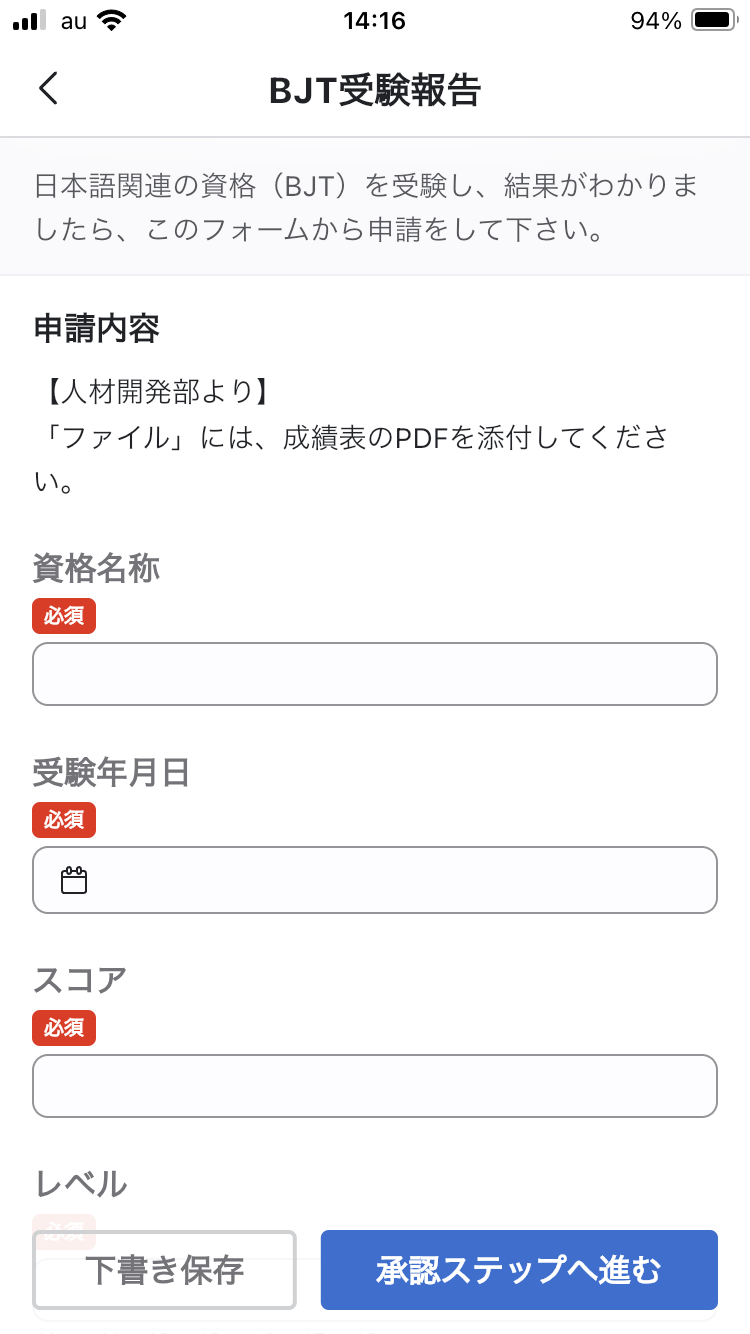 au
14:16
94%
BJT受験報告
日本語関連の資格（BJT）を受験し、結果がわかりま
したら、このフォームから申請をして下さい。
申請内容
【人材開発部より】
「ファイル」には、成績表のPDFを添付してくださ
い。
資格名称
必須
受験年月日
必須
スコア
必須
レベル
必須
下書き保存
承認ステップへ進む